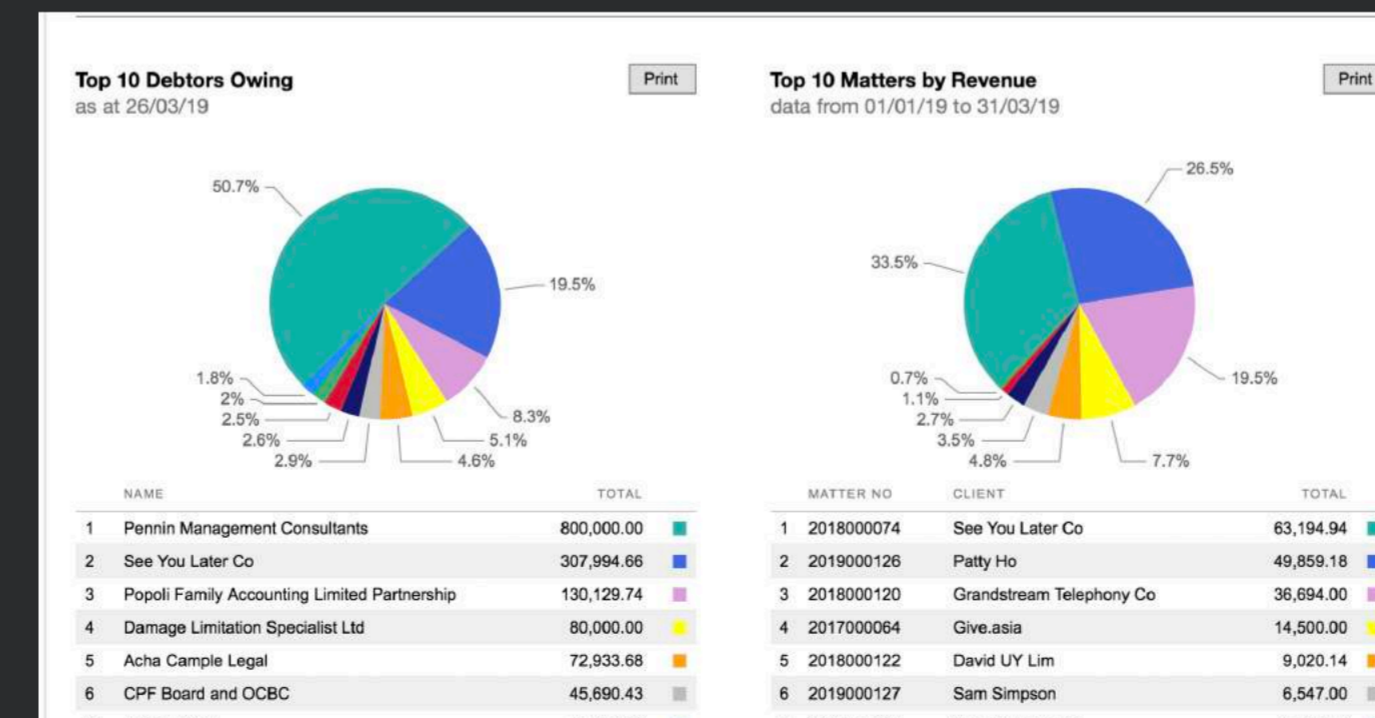 Top 10 Debtors Owing
Print
as at 26/03/19
50.7%
19.5%
8.3%
5.1%
4.6%
2.9%
2.6%
2.5%
2%
1.8%
NAME TOTAL
1 Pennin Management Consultants 800,000.00
2 See You Later Co 307,994.66
3 Popoli Family Accounting Limited Partnership 130,129.74
4 Damage Limitation Specialist Ltd 80,000.00
5 Acha Cample Legal 72,933.68
6 CPF Board and OCBC 45,690.43
Top 10 Matters by Revenue
Print
data from 01/01/19 to 31/03/19
26.5%
33.5%
19.5%
7.7%
4.8%
3.5%
2.7%
1.1%
0.7%
MATTER NO CLIENT TOTAL
1 2018000074 See You Later Co 63,194.94
2 2019000126 Patty Ho 49,859.18
3 2018000120 Grandstream Telephony Co 36,694.00
4 2017000064 Give.asia 14,500.00
5 2018000122 David UY Lim 9,020.14
6 2019000127 Sam Simpson 6,547.00